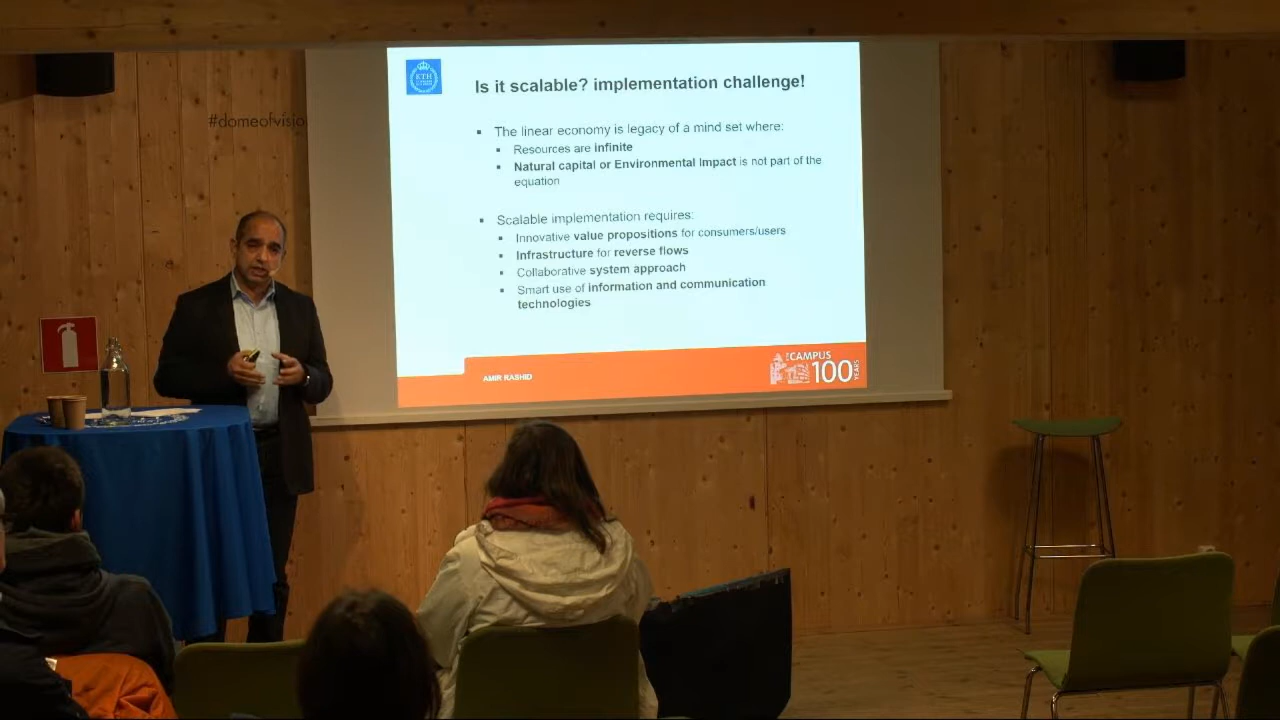 KTH
Is it scalable? implementation challenge!
#domeofvisio
The linear economy is legacy of a mind set where:
Resources are infinite
Natural capital or Environmental Impact is not part of the
equation
Scalable implementation requires:
Innovative value propositions for consumers/users
Infrastructure for reverse flows
Collaborative system approach
Smart use of information and communication
technologies
AMIR RASHID
CAMPUS
100
YEARS